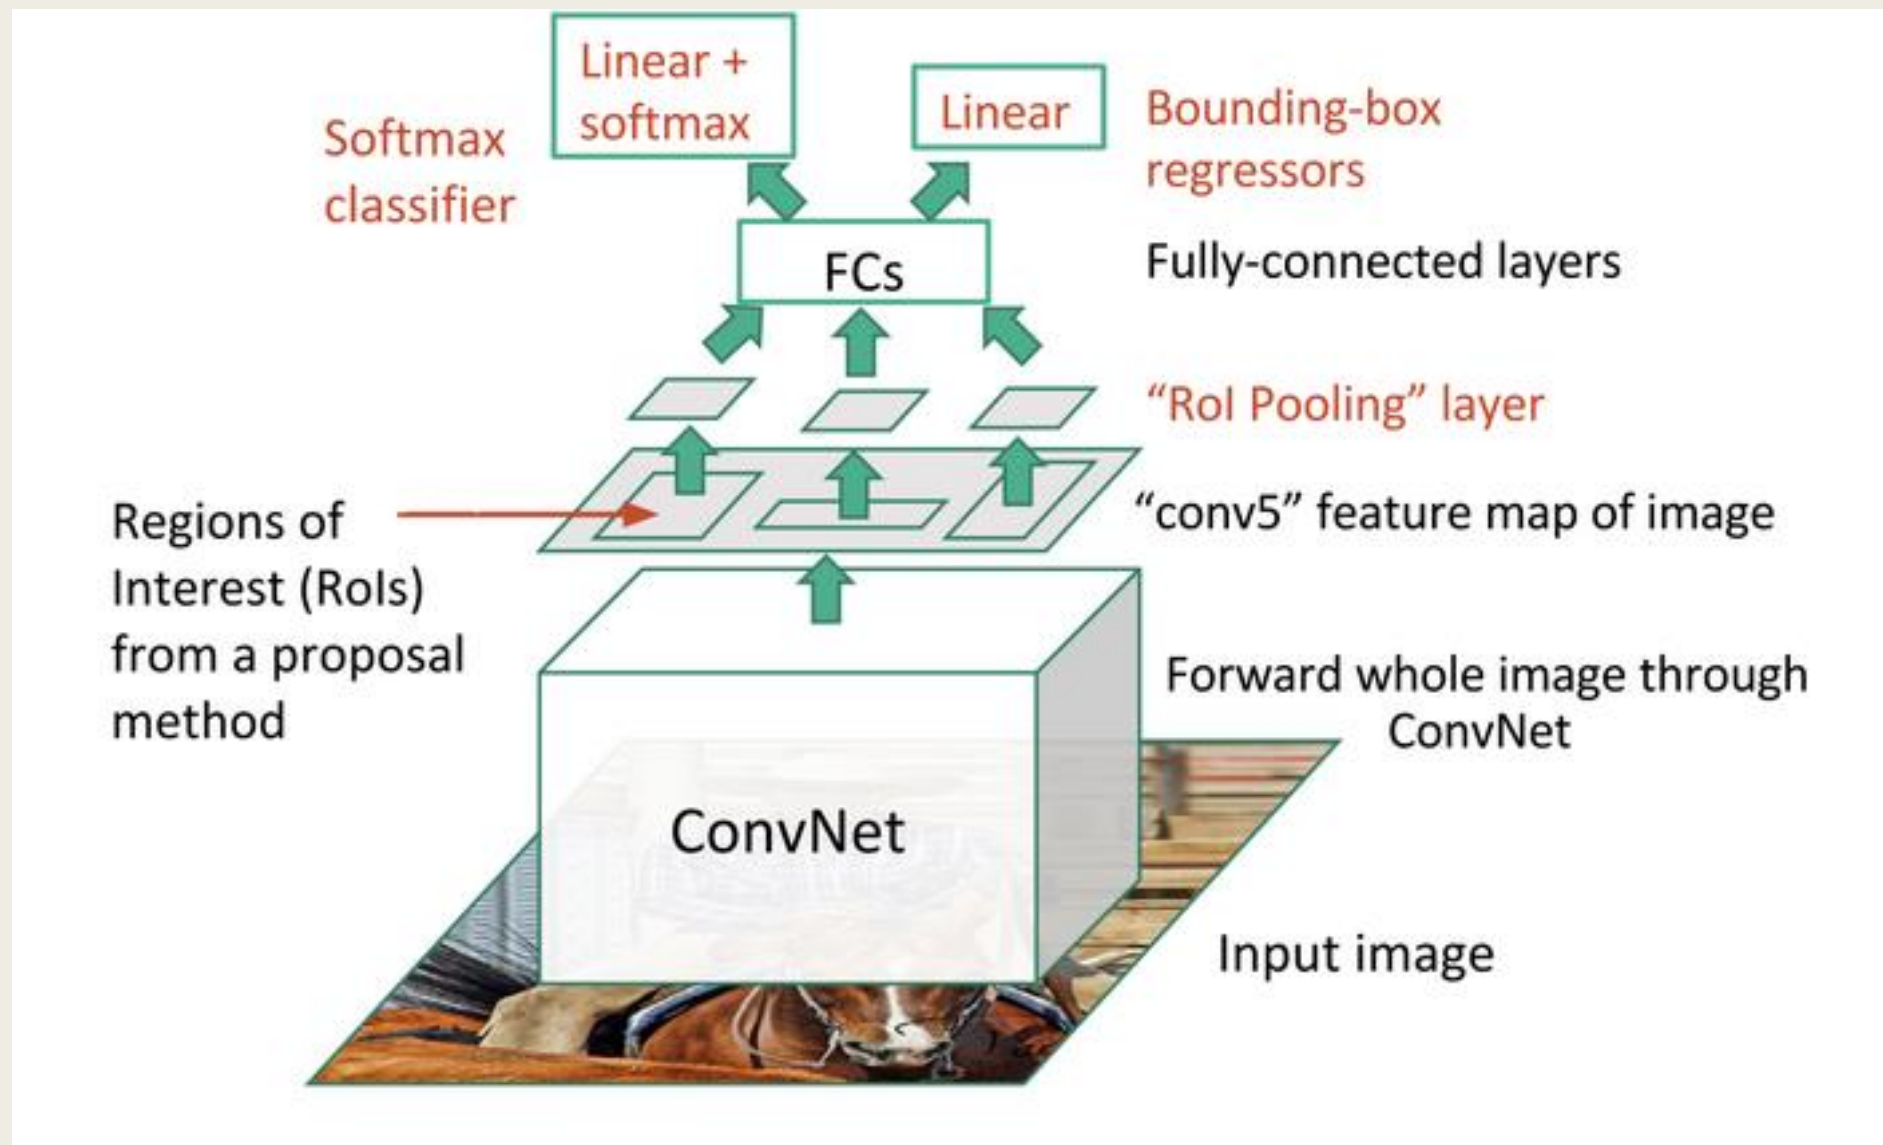 Linear +
softmax
Linear
Softmax
classifier
Bounding-box
regressors
FCs
Fully-connected layers
“RoI Pooling” layer
Regions of
Interest (RoIs)
from a proposal
method
“conv5” feature map of image
Forward whole image through
ConvNet
ConvNet
Input image